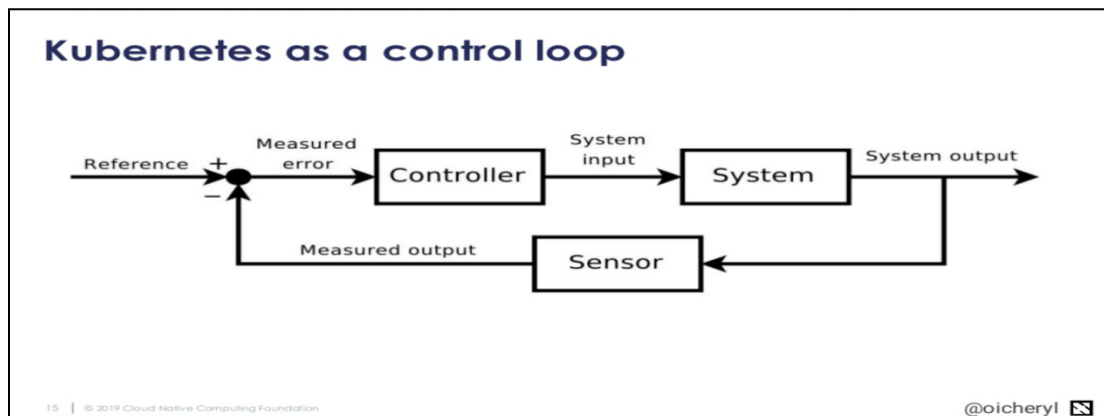 Kubernetes as a control loop
Reference
+
−
Measured
error
Controller
System
input
System
System output
Measured output
Sensor
15 | © 2019 Cloud Native Computing Foundation
@oicheryl